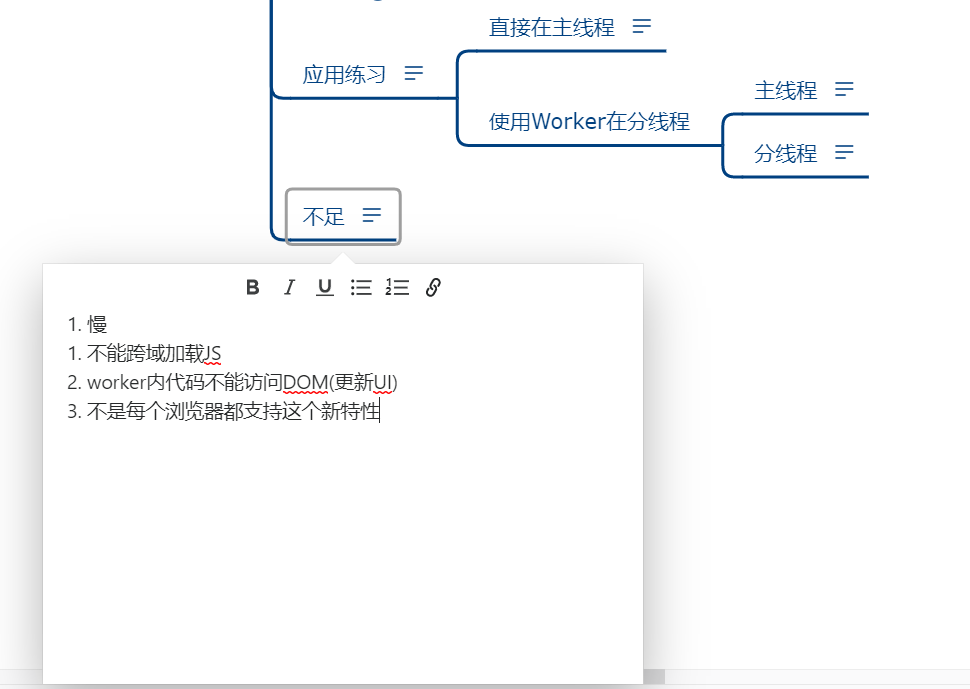 直接在主线程
应用练习
主线程
使用Worker在分线程
分线程
不足
B I U
1. 慢
1. 不能跨域加载JS
2. worker内代码不能访问DOM(更新UI)
3. 不是每个浏览器都支持这个新特性